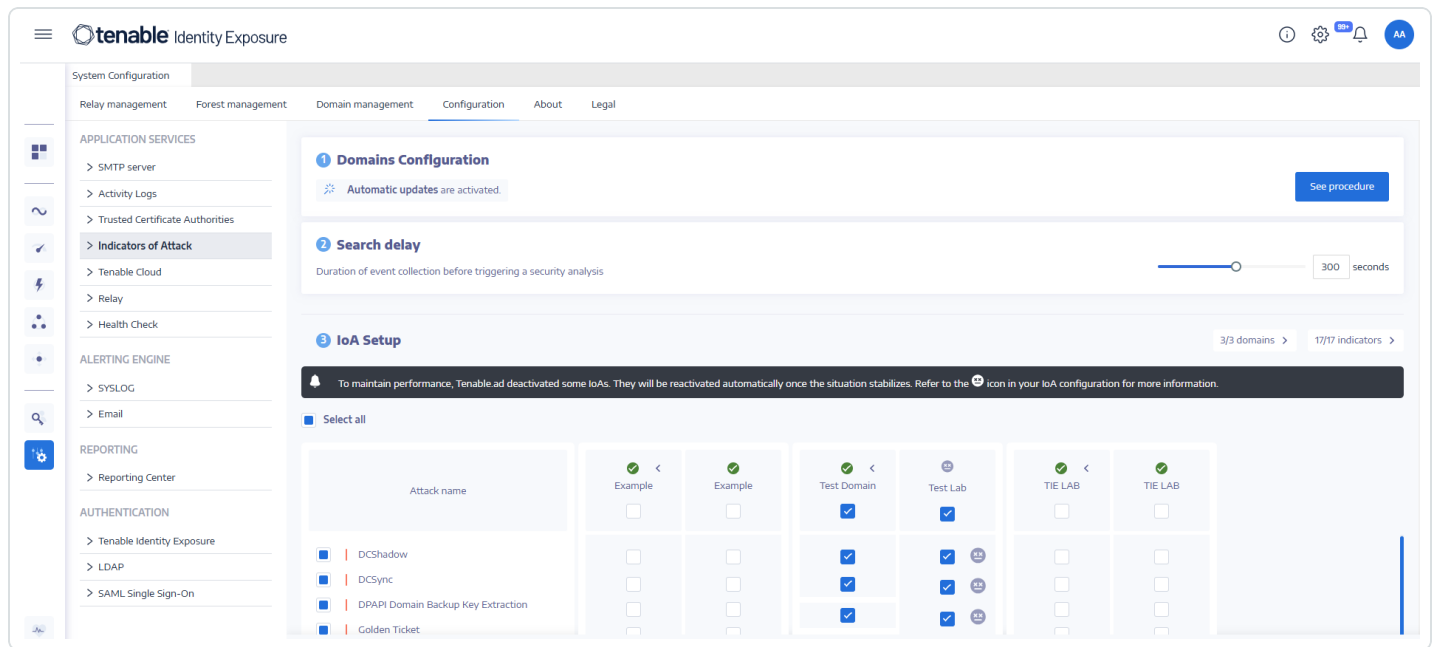 tenable Identity Exposure
99+
AA
System Configuration
Relay management Forest management Domain management Configuration About Legal
APPLICATION SERVICES
SMTP server
Activity Logs
Trusted Certificate Authorities
Indicators of Attack
Tenable Cloud
Relay
Health Check
ALERTING ENGINE
SYSLOG
Email
REPORTING
Reporting Center
AUTHENTICATION
Tenable Identity Exposure
LDAP
SAML Single Sign-On
1 Domains Configuration
Automatic updates are activated.
See procedure
2 Search delay
Duration of event collection before triggering a security analysis
300 seconds
3 IoA Setup
3/3 domains
17/17 indicators
To maintain performance, Tenable.ad deactivated some IoAs. They will be reactivated automatically once the situation stabilizes. Refer to the icon in your IoA configuration for more information.
Select all
Attack name Example Example Test Domain Test Lab TIE LAB TIE LAB
DCShadow
DCSync
DPAPI Domain Backup Key Extraction
Golden Ticket